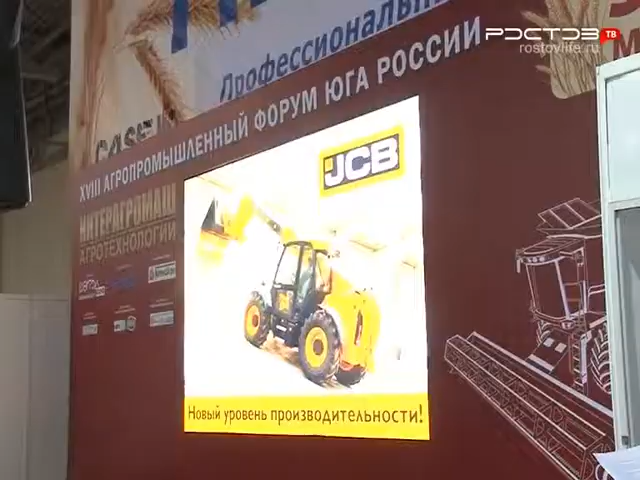 РОСТОВ ТВ
rostovlife.ru
Профессиональны
CASE
XVIII АГРОПРОМЫШЛЕННЫЙ ФОРУМ ЮГА РОССИИ
ИНТЕРАГРОМАШ
АГРОТЕХНОЛОГИИ
JCB
Новый уровень производительности!